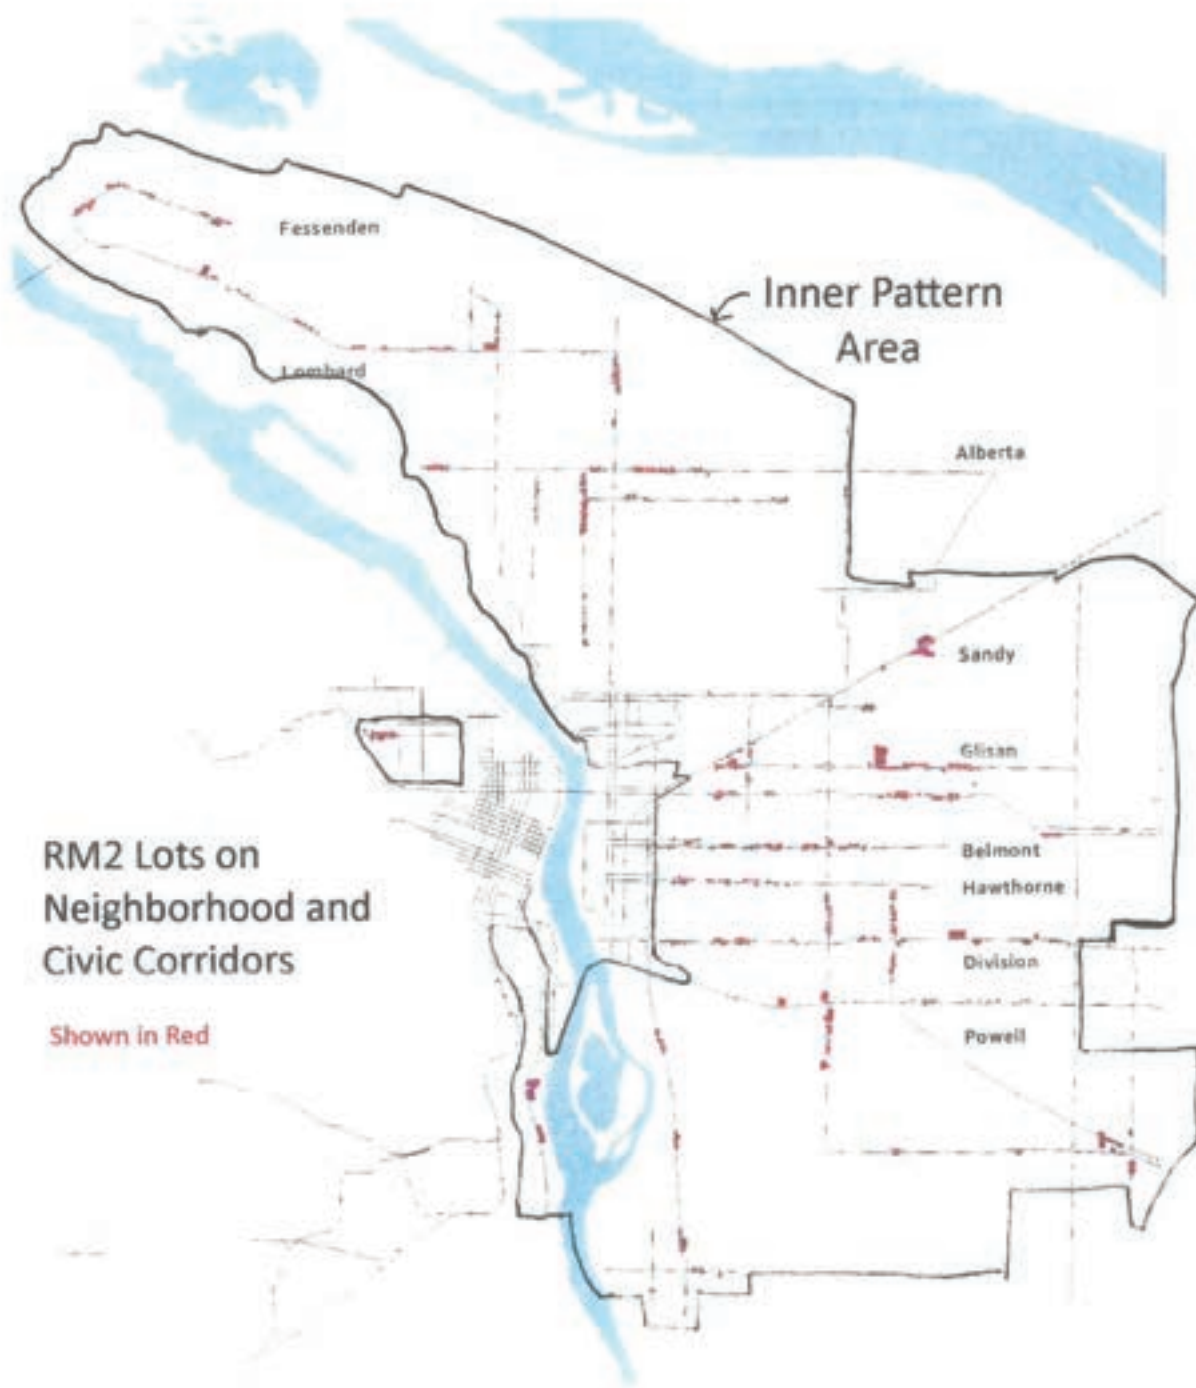 Fessenden
Inner Pattern
Area
Lombard
Alberta
Sandy
Glisan
Belmont
Hawthorne
RM2 Lots on
Neighborhood and
Civic Corridors
Division
Shown in Red
Powell